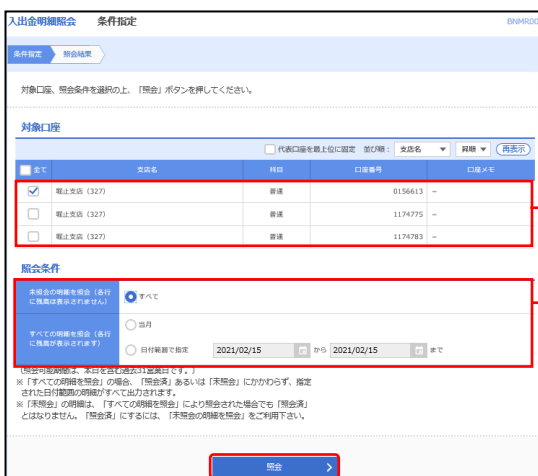 入出金明細照会 条件指定 BNMR00
条件指定 照会結果
対象口座、照会条件を選択の上、「照会」ボタンを押してください。
対象口座
代表口座を最上位に固定 並び順： 支店名 ▼ 昇順 ▼ 再表示
全て 支店名 科目 口座番号 口座メモ
堀止支店（327） 普通 0156613 －
堀止支店（327） 普通 1174775 －
堀止支店（327） 普通 1174783 －
照会条件
未照会の明細を照会（各行
に残高は表示されません）
すべて
すべての明細を照会（各行
に残高が表示されます）
当月
日付範囲で指定 2021/02/15 から 2021/02/15 まで
（照会可能期間は、本日を含む過去31営業日です。）
※「すべての明細を照会」の場合、「照会済」あるいは「未照会」にかかわらず、指定
された日付範囲の明細がすべて出力されます。
※「未照会」の明細は、「すべての明細を照会」により照会された場合でも「照会済」
とはなりません。「照会済」にするには、「未照会の明細を照会」をご利用下さい。
照会